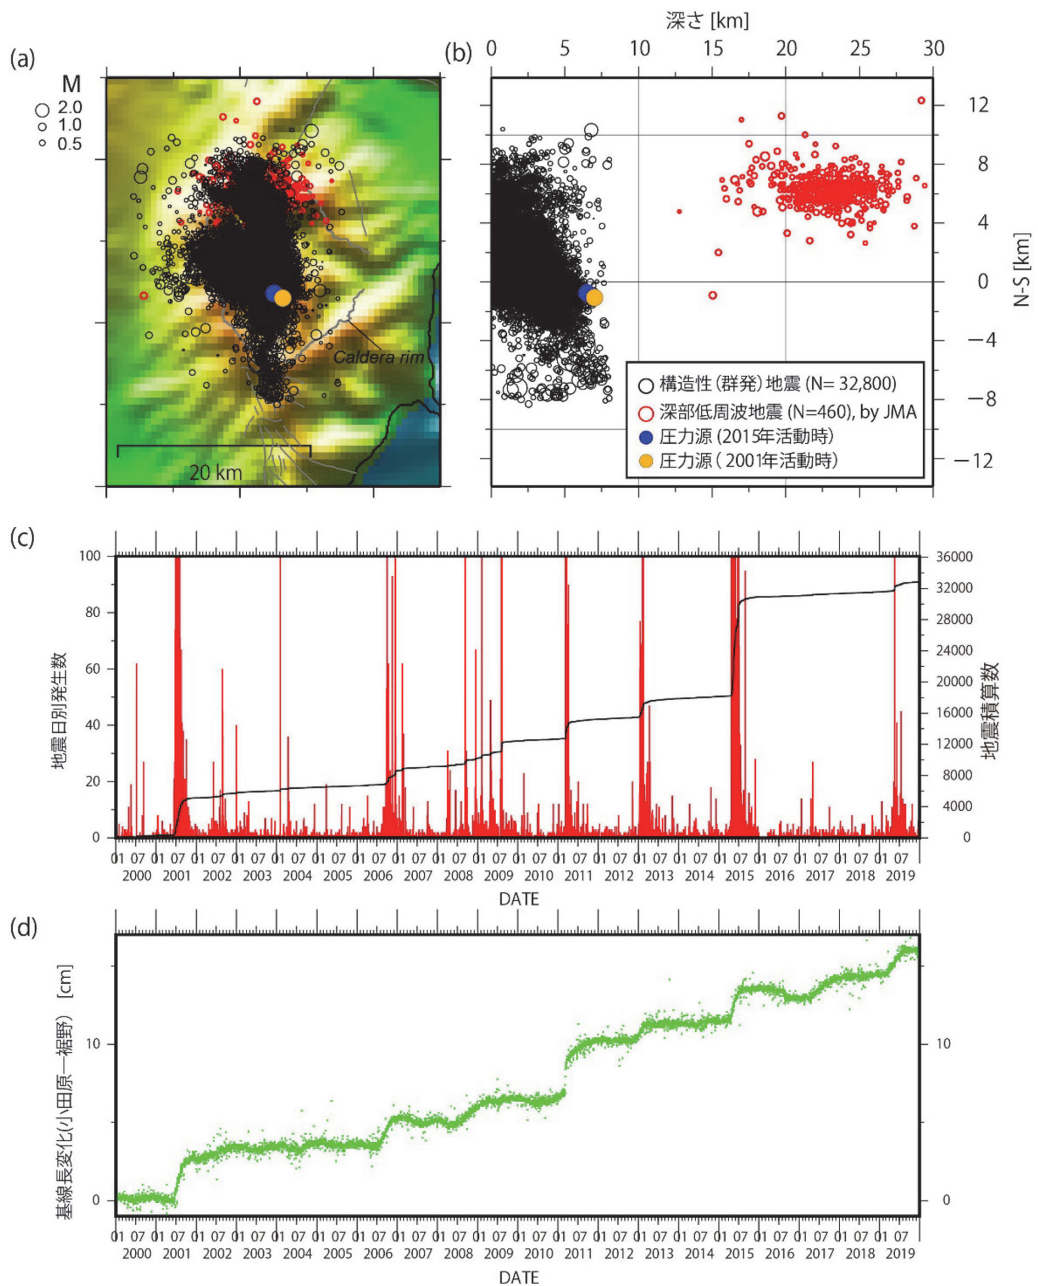 (a)
M
2.0
1.0
0.5
Caldera rim
20 km
(b)
深さ [km]
0 5 10 15 20 25 30
12
8
4
0
−4
−8
−12
N-S [km]
構造性 (群発) 地震 (N= 32,800)
深部低周波地震 (N=460), by JMA
圧力源 (2015年活動時)
圧力源 ( 2001年活動時)
(c)
地震日別発生数
100
80
60
40
20
0
36000
32000
28000
24000
20000
16000
12000
8000
4000
0
地震積算数
01 07 01 07 01 07 01 07 01 07 01 07 01 07 01 07 01 07 01 07 01 07 01 07 01 07 01 07 01 07 01 07 01 07 01 07 01 07 01 07
2000 2001 2002 2003 2004 2005 2006 2007 2008 2009 2010 2011 2012 2013 2014 2015 2016 2017 2018 2019
DATE
(d)
基線長変化(小田原ー裾野) [cm]
10
0
10
0
01 07 01 07 01 07 01 07 01 07 01 07 01 07 01 07 01 07 01 07 01 07 01 07 01 07 01 07 01 07 01 07 01 07 01 07 01 07 01 07
2000 2001 2002 2003 2004 2005 2006 2007 2008 2009 2010 2011 2012 2013 2014 2015 2016 2017 2018 2019
DATE